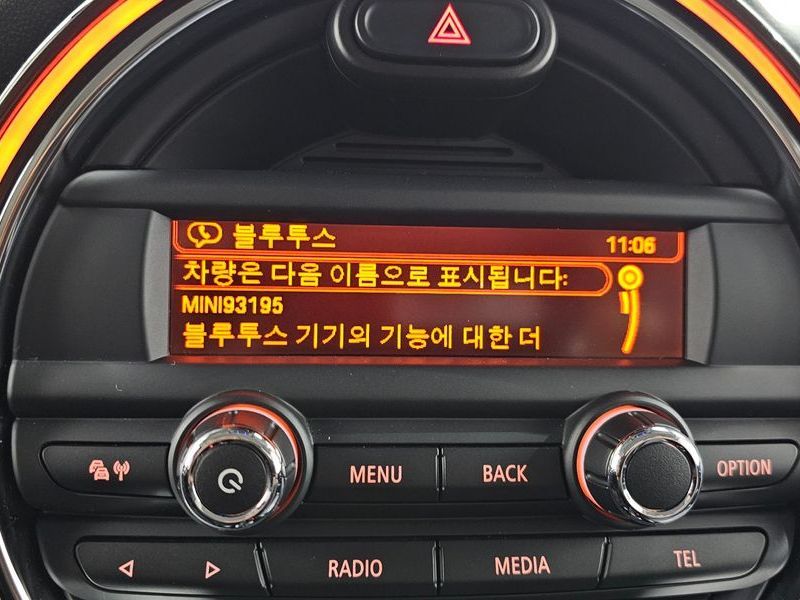 블루투스 11:06
차량은 다음 이름으로 표시됩니다:
MINI93195
블루투스 기기의 기능에 대한 더
MENU BACK OPTION
RADIO MEDIA TEL